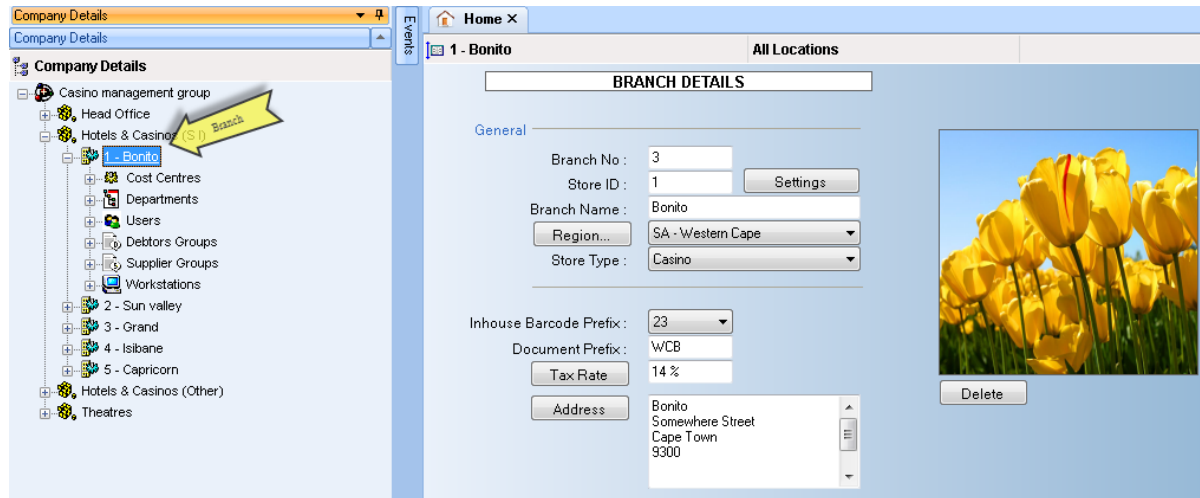 Company Details
Company Details
Company Details
Casino management group
Head Office
Hotels & Casinos (S I)
Branch
1 - Bonito
Cost Centres
Departments
Users
Debtors Groups
Supplier Groups
Workstations
2 - Sun valley
3 - Grand
4 - Isibane
5 - Capricorn
Hotels & Casinos (Other)
Theatres
Events
Home
1 - Bonito All Locations
BRANCH DETAILS
General
Branch No : 3
Store ID : 1 Settings
Branch Name : Bonito
Region... SA - Western Cape
Store Type : Casino
Inhouse Barcode Prefix : 23
Document Prefix : WCB
Tax Rate 14 %
Address Bonito
Somewhere Street
Cape Town
9300
Delete